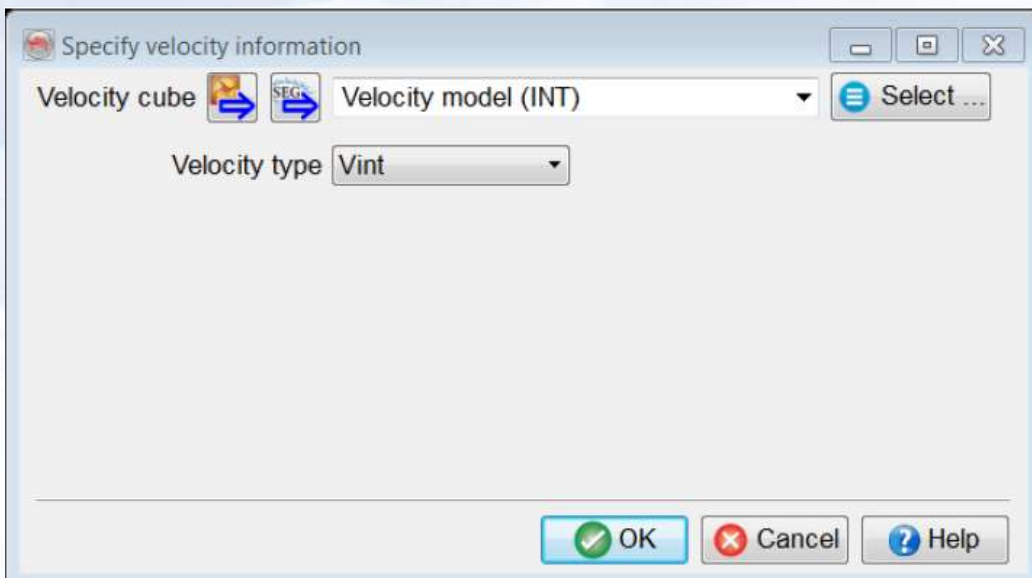 Specify velocity information
Velocity cube SEG Velocity model (INT) Select ...
Velocity type Vint
OK Cancel Help